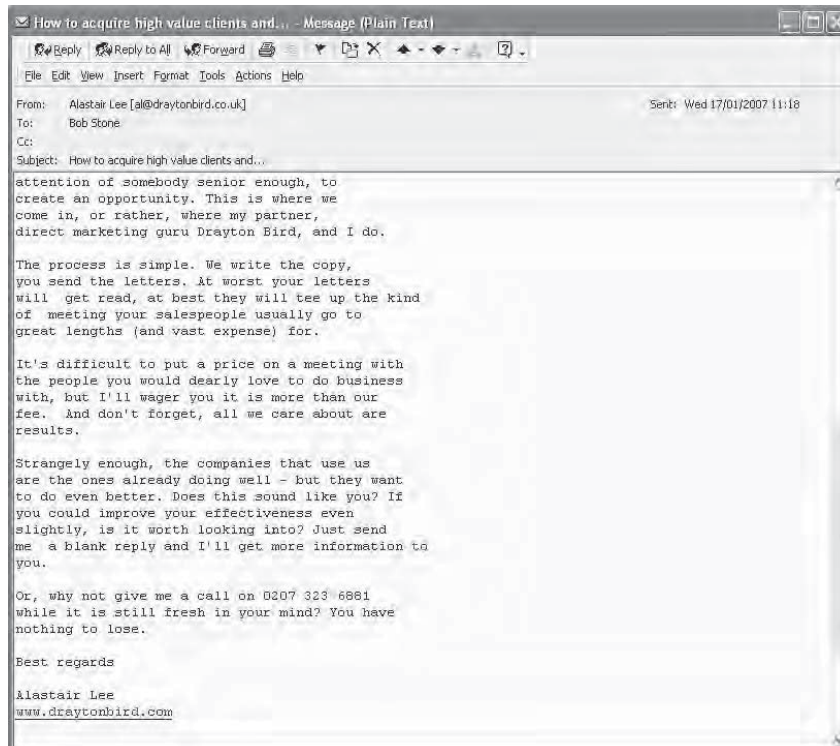 How to acquire high value clients and... - Message (Plain Text)
Reply Reply to All Forward
File Edit View Insert Format Tools Actions Help
From: Alastair Lee [al@draytonbird.co.uk] Sent: Wed 17/01/2007 11:18
To: Bob Stone
Cc:
Subject: How to acquire high value clients and...
attention of somebody senior enough, to
create an opportunity. This is where we
come in, or rather, where my partner,
direct marketing guru Drayton Bird, and I do.
The process is simple. We write the copy,
you send the letters. At worst your letters
will get read, at best they will tee up the kind
of meeting your salespeople usually go to
great lengths (and vast expense) for.
It's difficult to put a price on a meeting with
the people you would dearly love to do business
with, but I'll wager you it is more than our
fee. And don't forget, all we care about are
results.
Strangely enough, the companies that use us
are the ones already doing well - but they want
to do even better. Does this sound like you? If
you could improve your effectiveness even
slightly, is it worth looking into? Just send
me a blank reply and I'll get more information to
you.
Or, why not give me a call on 0207 323 6881
while it is still fresh in your mind? You have
nothing to lose.
Best regards
Alastair Lee
www.draytonbird.com